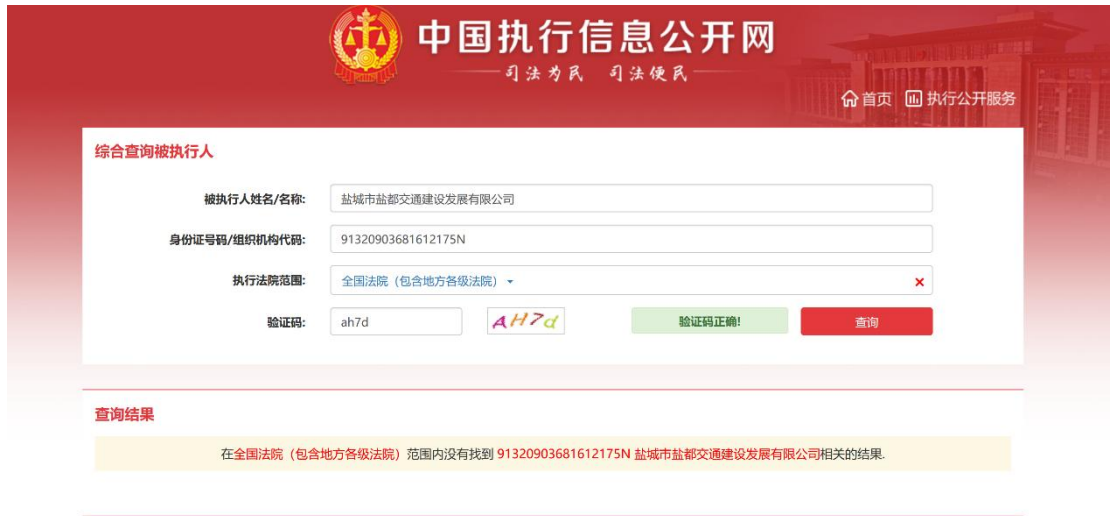 中国执行信息公开网
司法为民 司法便民
首页 执行公开服务
综合查询被执行人
被执行人姓名/名称: 盐城市盐都交通建设发展有限公司
身份证号码/组织机构代码: 91320903681612175N
执行法院范围: 全国法院（包含地方各级法院）
验证码: ah7d AH7d 验证码正确! 查询
查询结果
在全国法院（包含地方各级法院）范围内没有找到 91320903681612175N 盐城市盐都交通建设发展有限公司相关的结果.